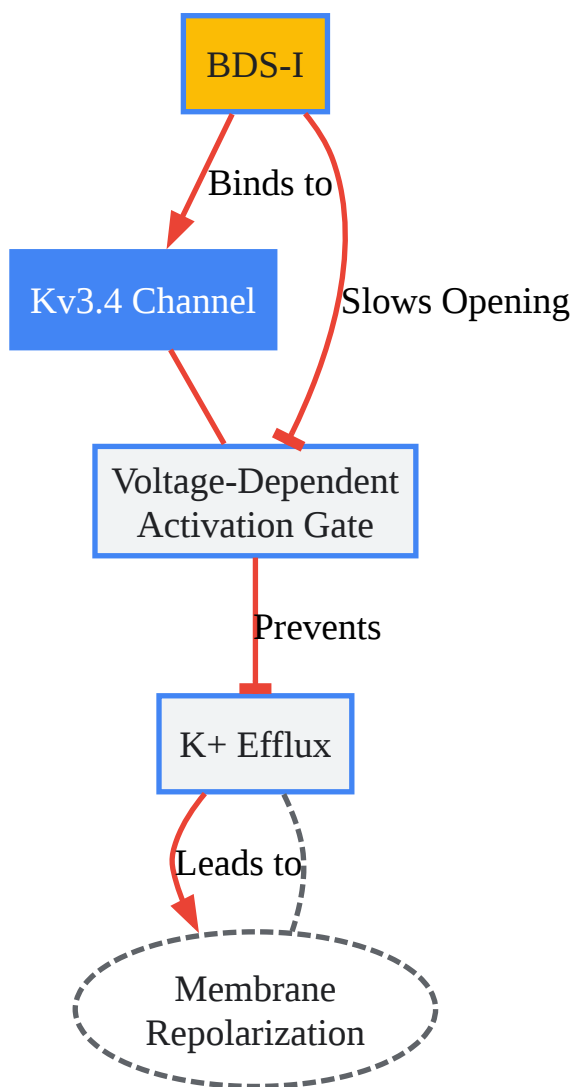 BDS-I
Binds to
Kv3.4 Channel
Slows Opening
Voltage-Dependent
Activation Gate
Prevents
K+ Efflux
Leads to
Membrane
Repolarization